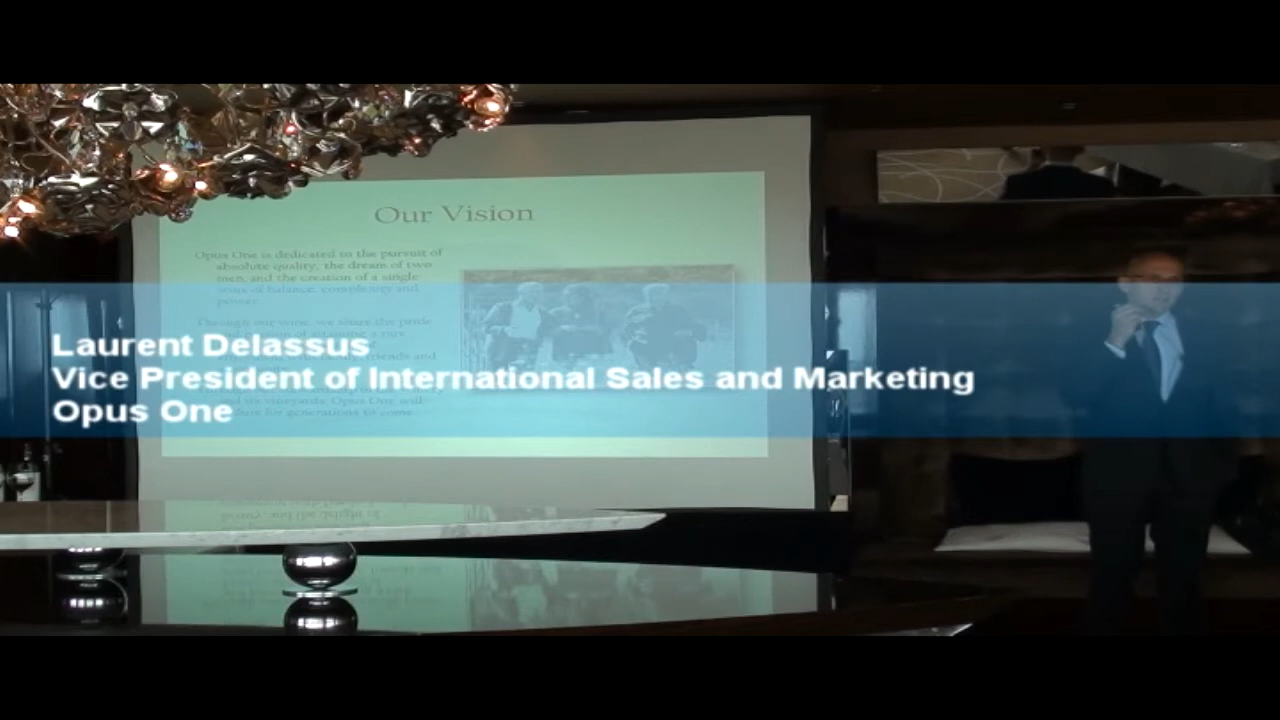 Our Vision
Opus One is dedicated to the pursuit of
absolute quality, the dream of two
men, and the creation of a single
of balance, complexity and
power.
Through our wine, we share the pride
friends and
Laurent Delassus
Vice President of International Sales and Marketing
Opus One
and its vineyards, Opus One will
for generations to come